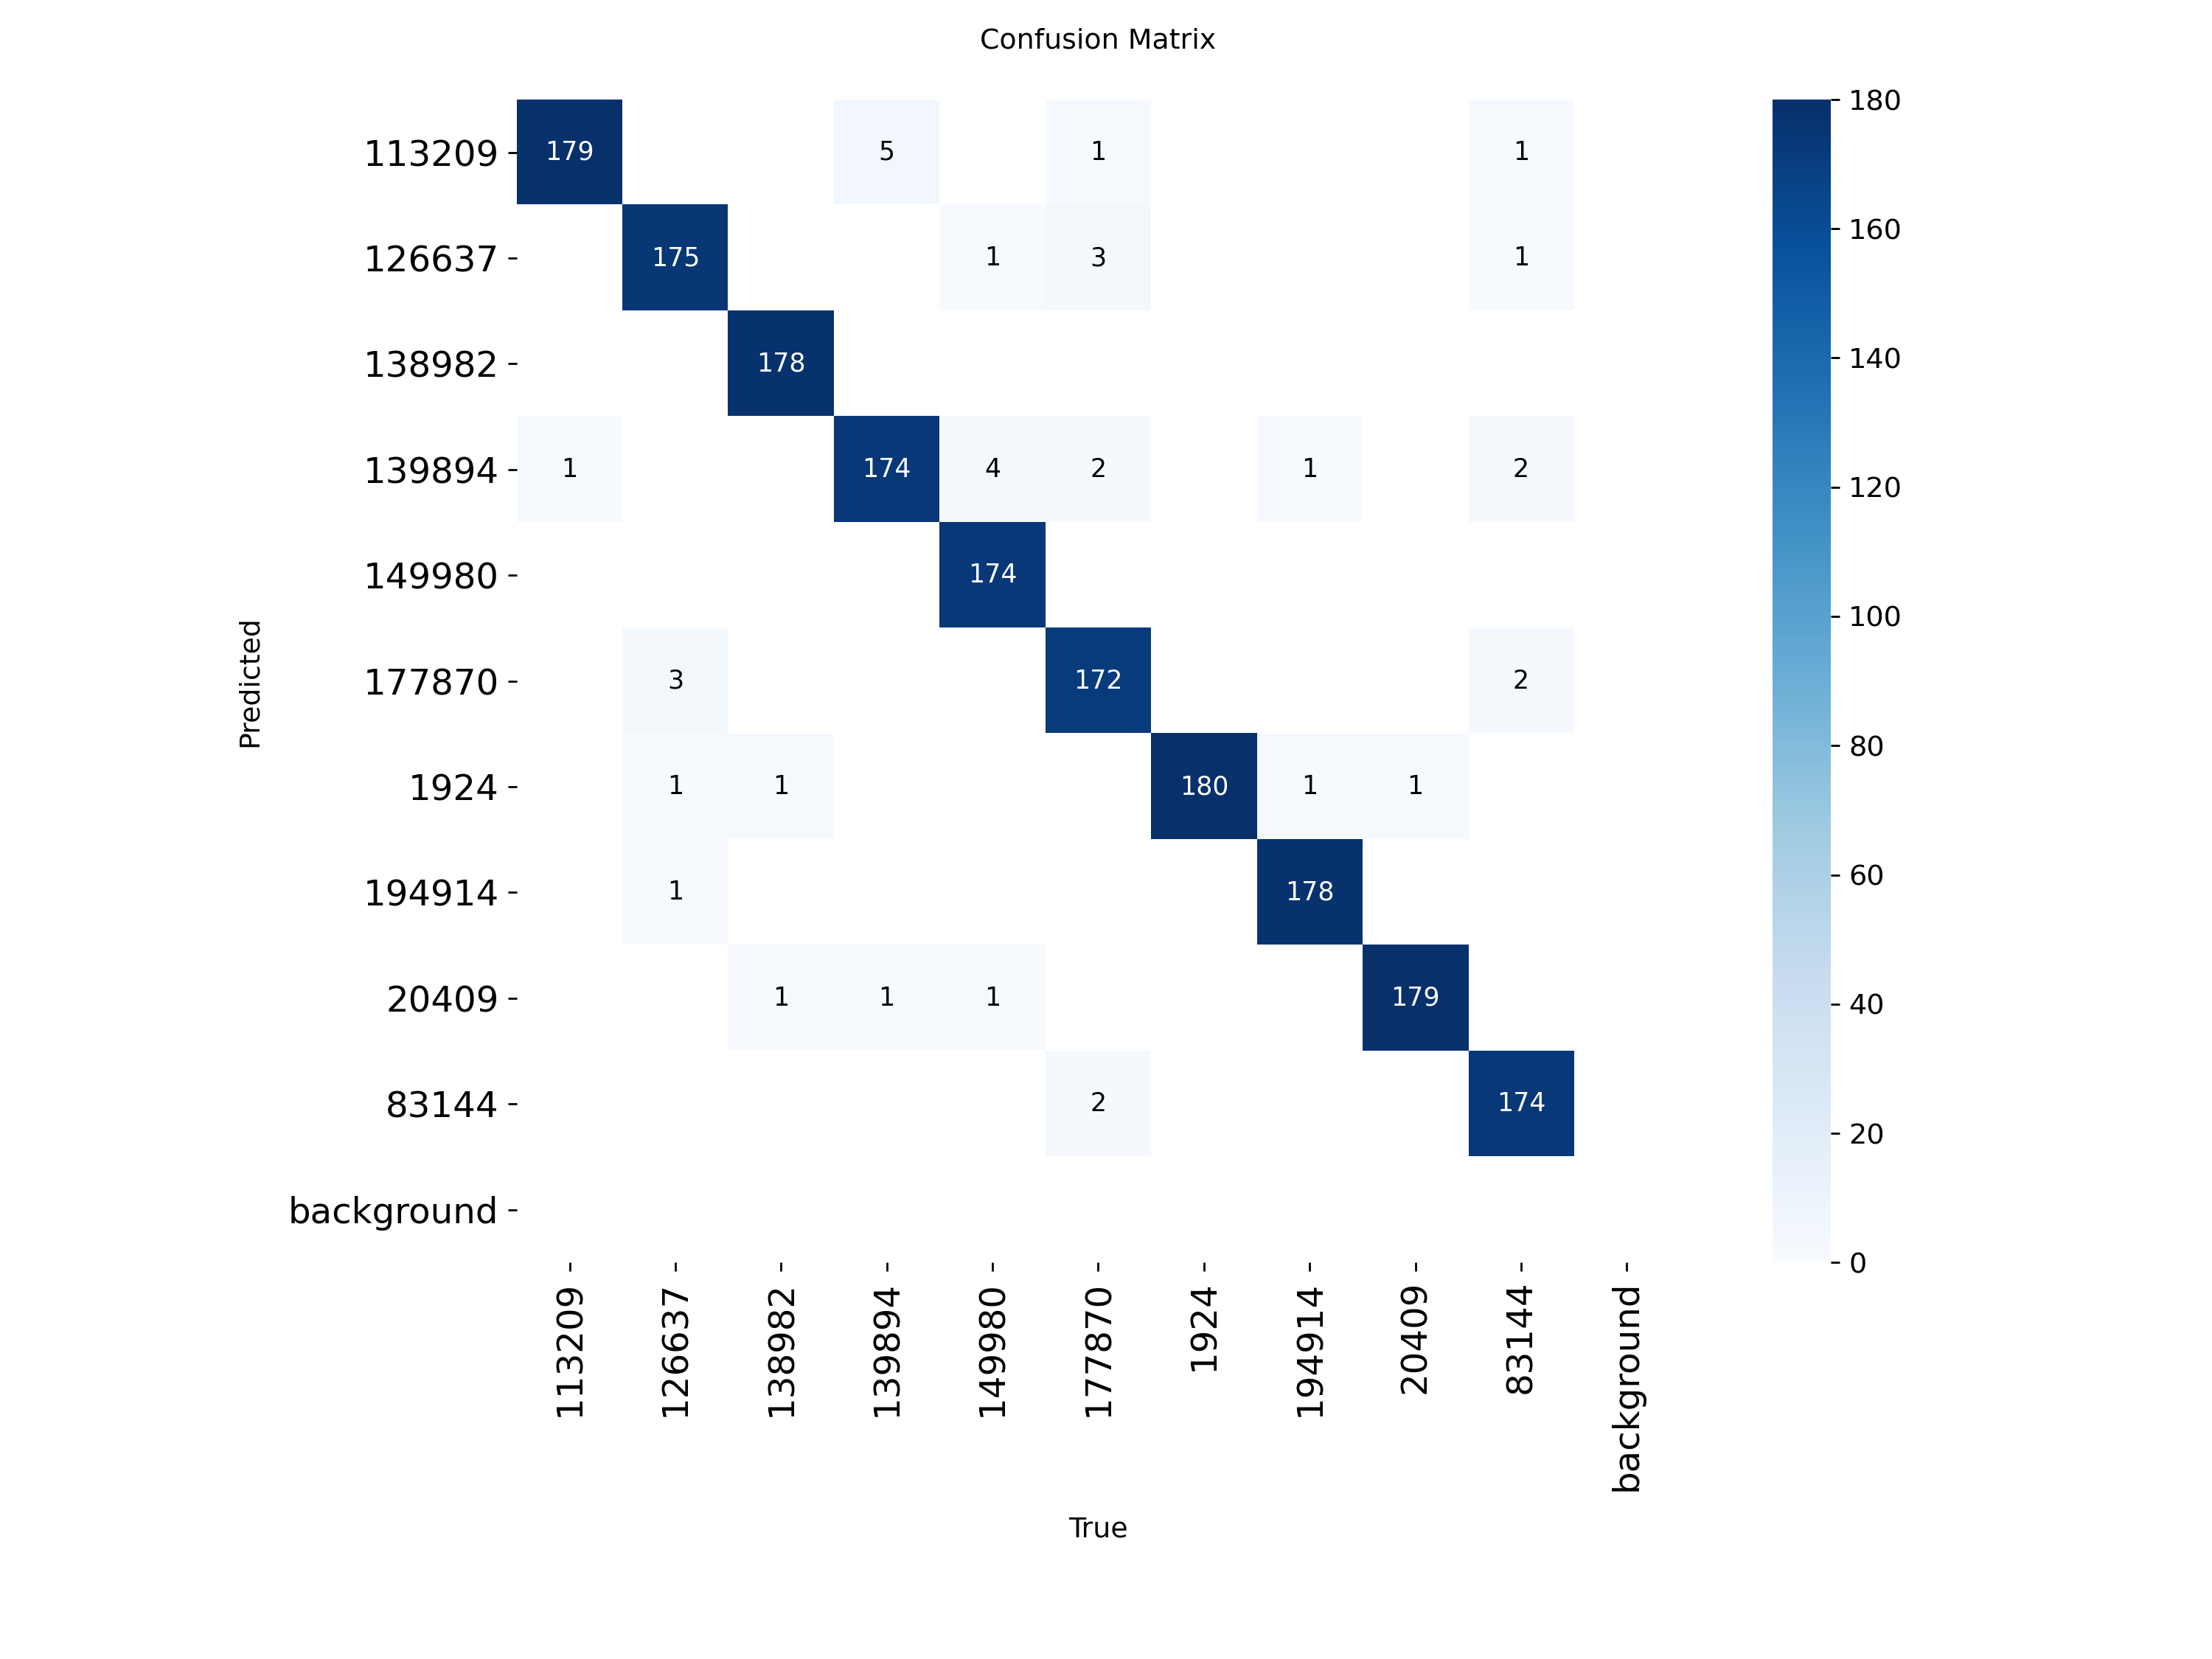 Confusion Matrix
113209 179 5 1 1
126637 175 1 3 1
138982 178
139894 1 174 4 2 1 2
149980 174
177870 3 172 2
1924 1 1 180 1 1
194914 1 178
20409 1 1 1 179
83144 2 174
background
Predicted
113209 126637 138982 139894 149980 177870 1924 194914 20409 83144 background
True
180
160
140
120
100
80
60
40
20
0